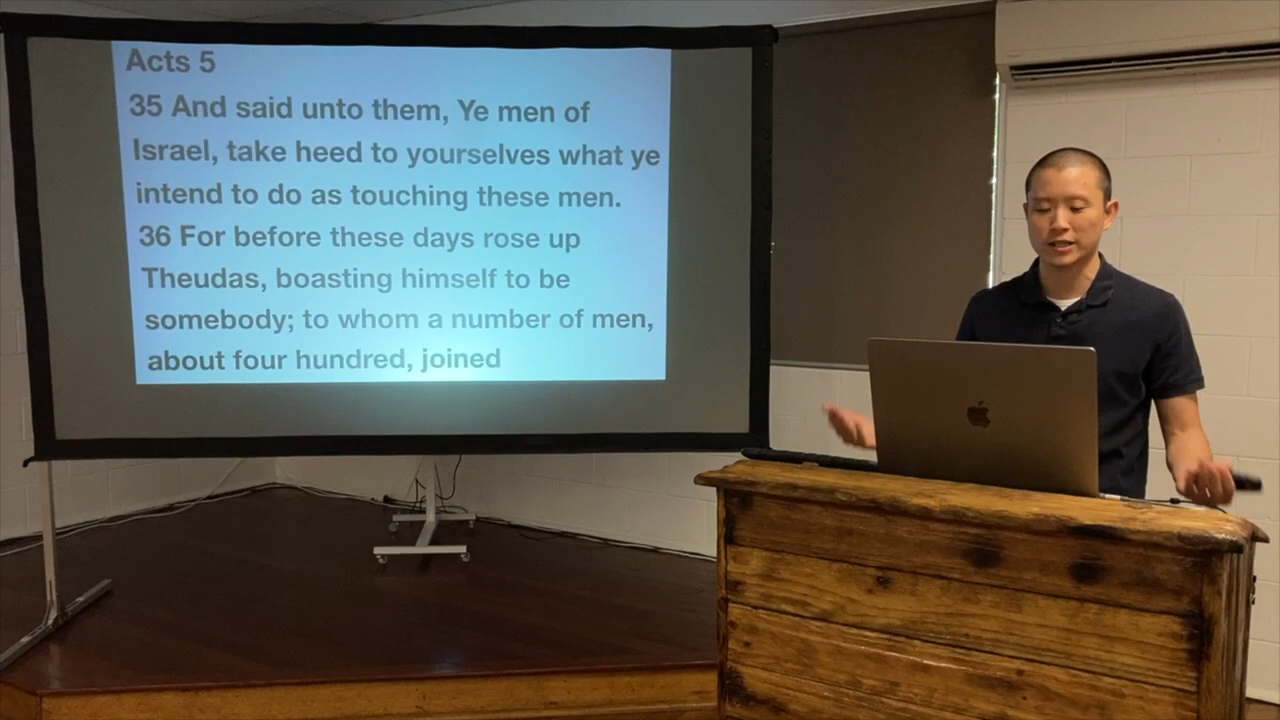 Acts 5
35 And said unto them, Ye men of
Israel, take heed to yourselves what ye
intend to do as touching these men.
36 For before these days rose up
Theudas, boasting himself to be
somebody; to whom a number of men,
about four hundred, joined